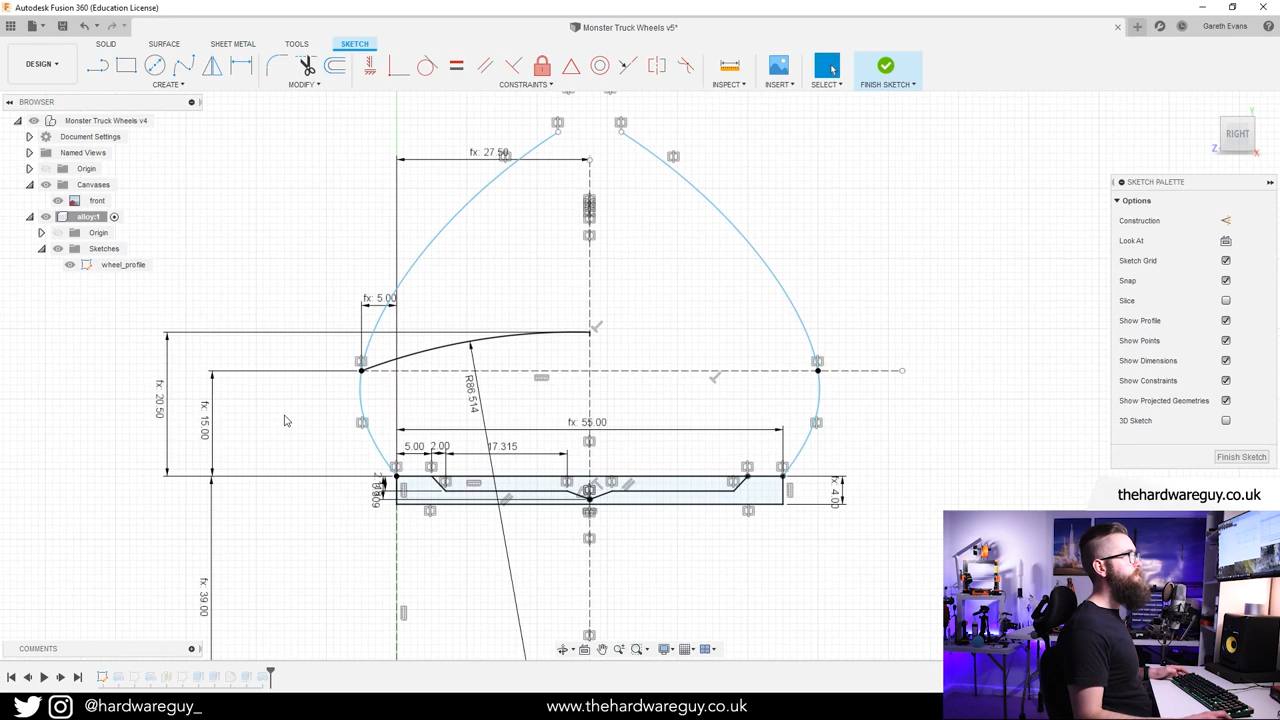 Autodesk Fusion 360 (Education License)
Monster Truck Wheels v5*
Gareth Evans
SOLID
SURFACE
SHEET METAL
TOOLS
SKETCH
DESIGN
CREATE
MODIFY
CONSTRAINTS
INSPECT
INSERT
SELECT
FINISH SKETCH
BROWSER
Monster Truck Wheels v4
Document Settings
Named Views
Origin
Canvases
front
alloy:1
Origin
Sketches
wheel_profile
RIGHT
Y
Z
X
SKETCH PALETTE
Options
Construction
Look At
Sketch Grid
Snap
Slice
Show Profile
Show Points
Show Dimensions
Show Constraints
Show Projected Geometries
3D Sketch
Finish Sketch
fx: 27.50
fx: 5.00
fx: 20.50
fx: 15.00
R86.514
fx: 55.00
5.00
2.00
17.315
fx: 4.00
fx: 39.00
thehardwareguy.co.uk
COMMENTS
@hardwareguy_
www.thehardwareguy.co.uk